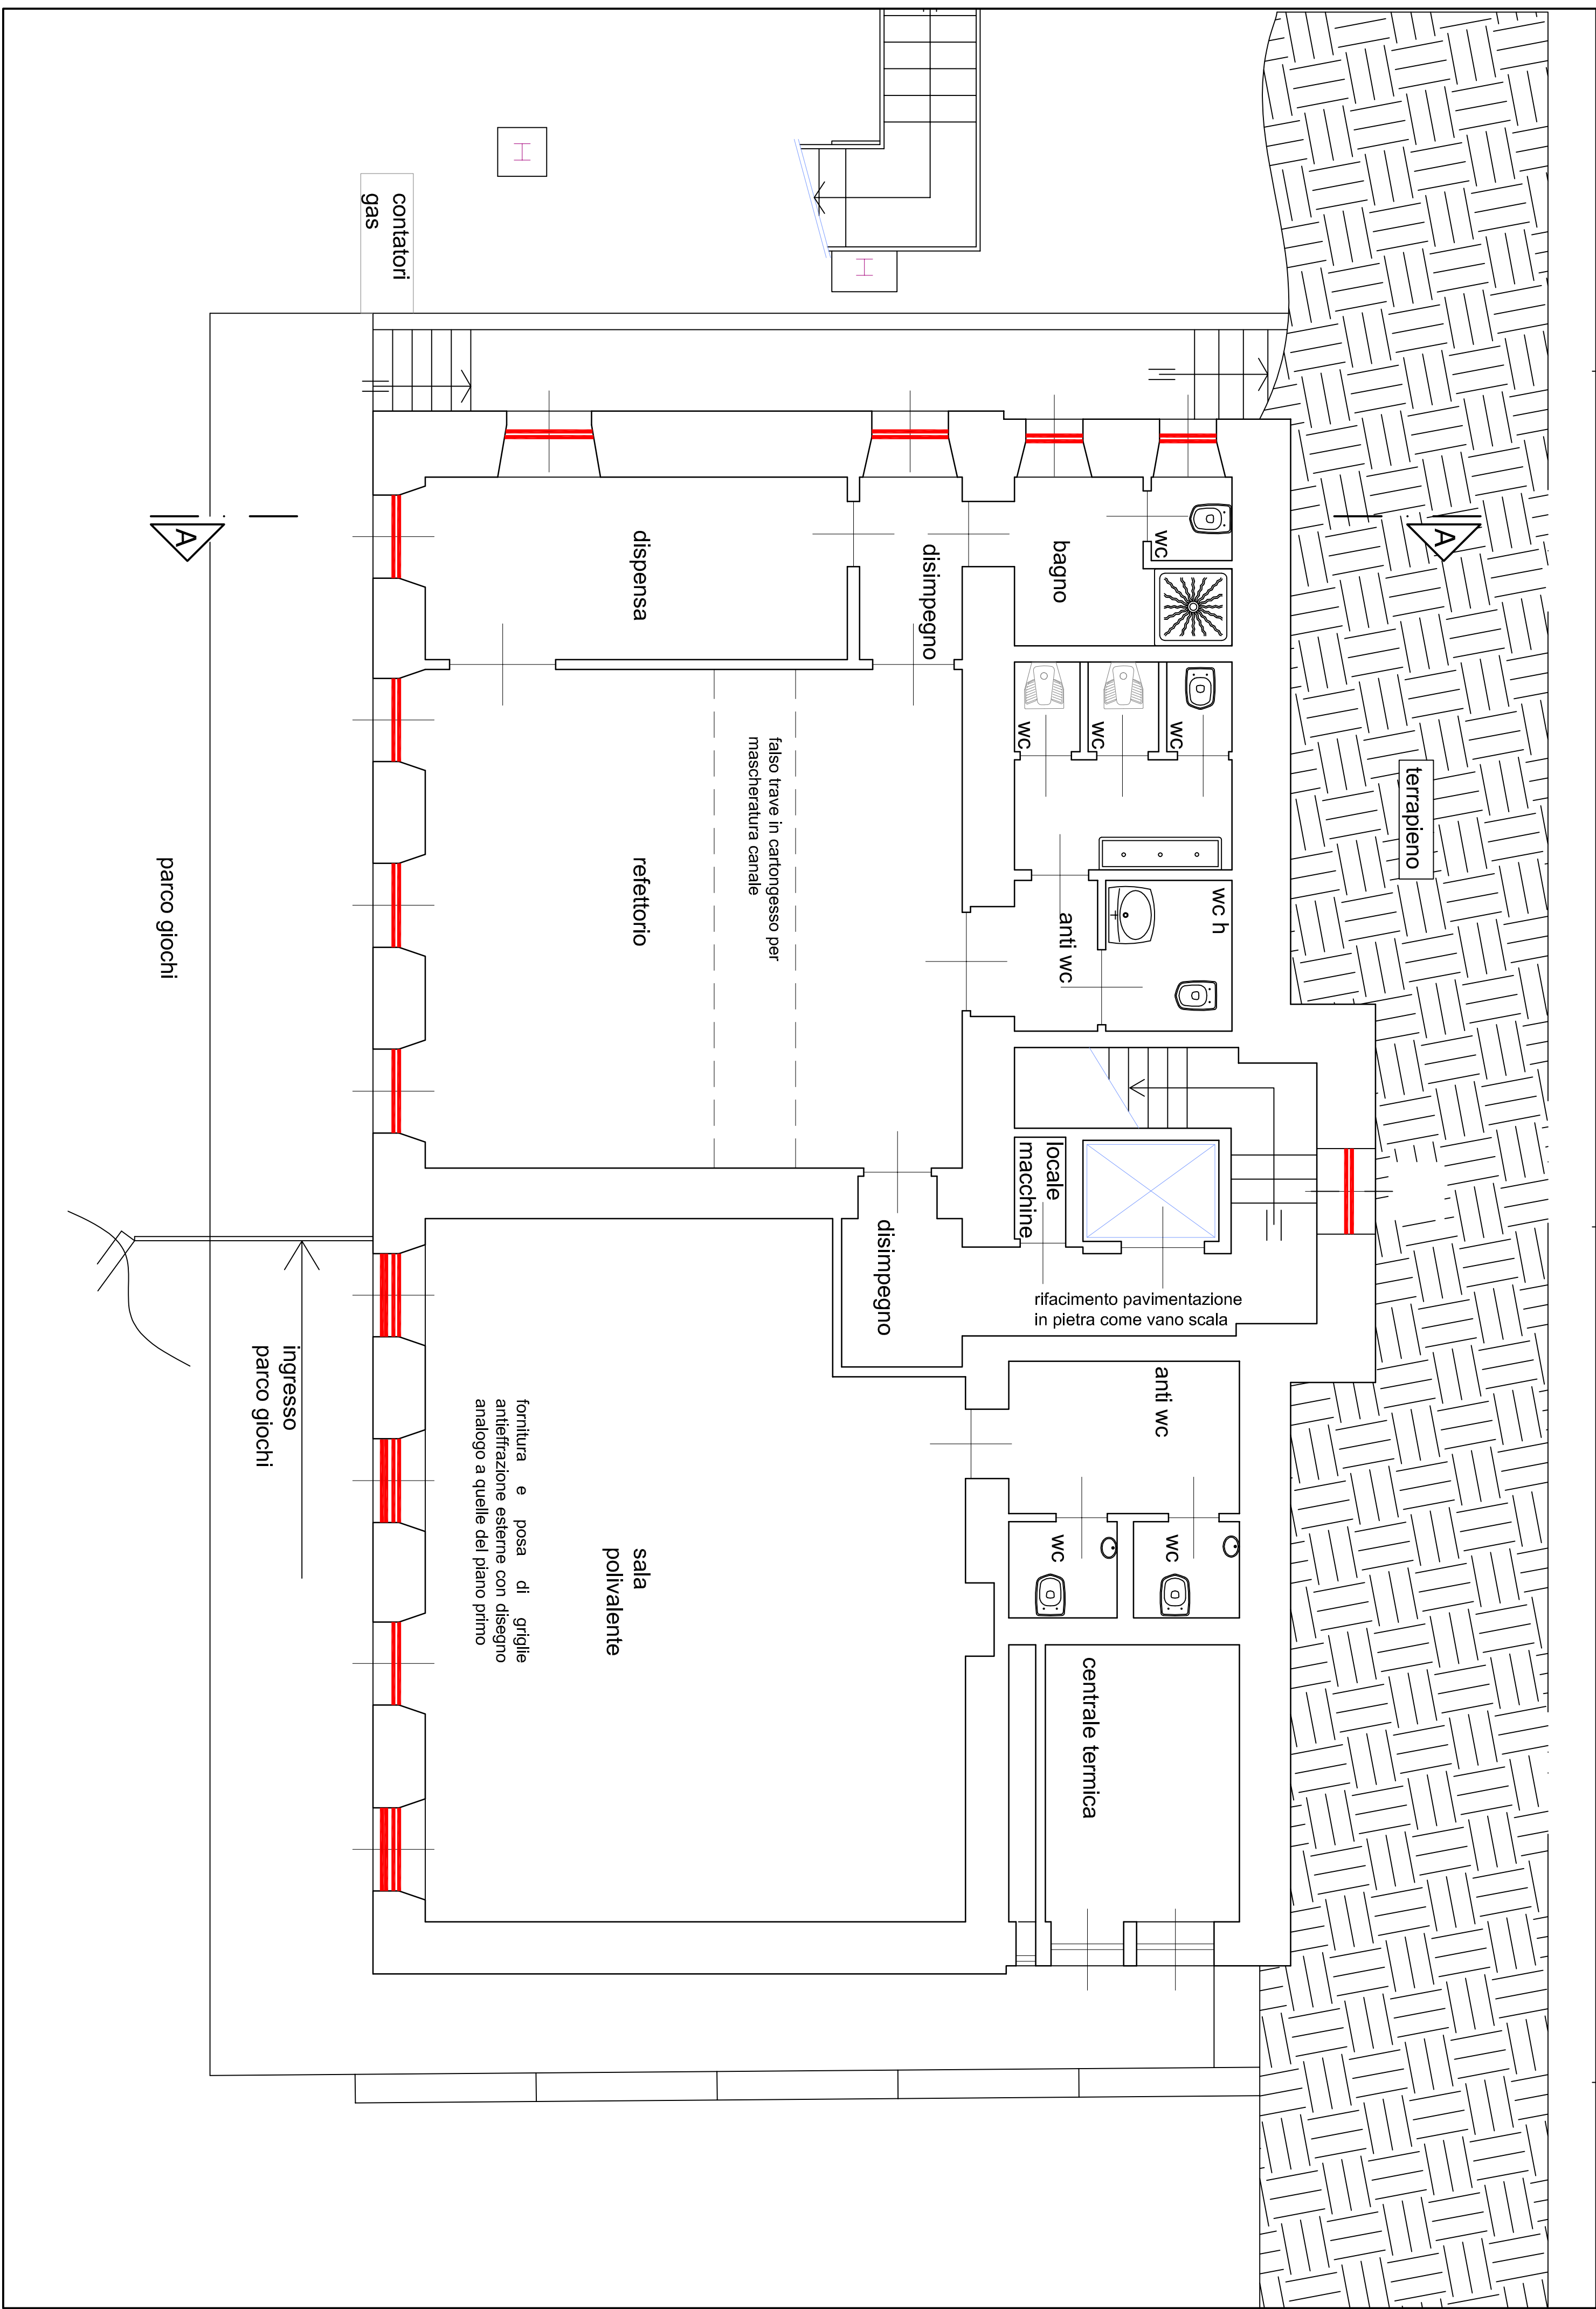 terrapieno
A
A
wc
bagno
disimpegno
dispensa
contatori
gas
wc
wc
wc
wc h
anti wc
falso trave in cartongesso per
mascheratura canale
refettorio
parco giochi
locale
macchine
disimpegno
rifacimento pavimentazione
in pietra come vano scala
ingresso
parco giochi
anti wc
wc
wc
sala
polivalente
fornitura e posa di griglie
antieffrazione esterne con disegno
analogo a quelle del piano primo
centrale termica
H
H